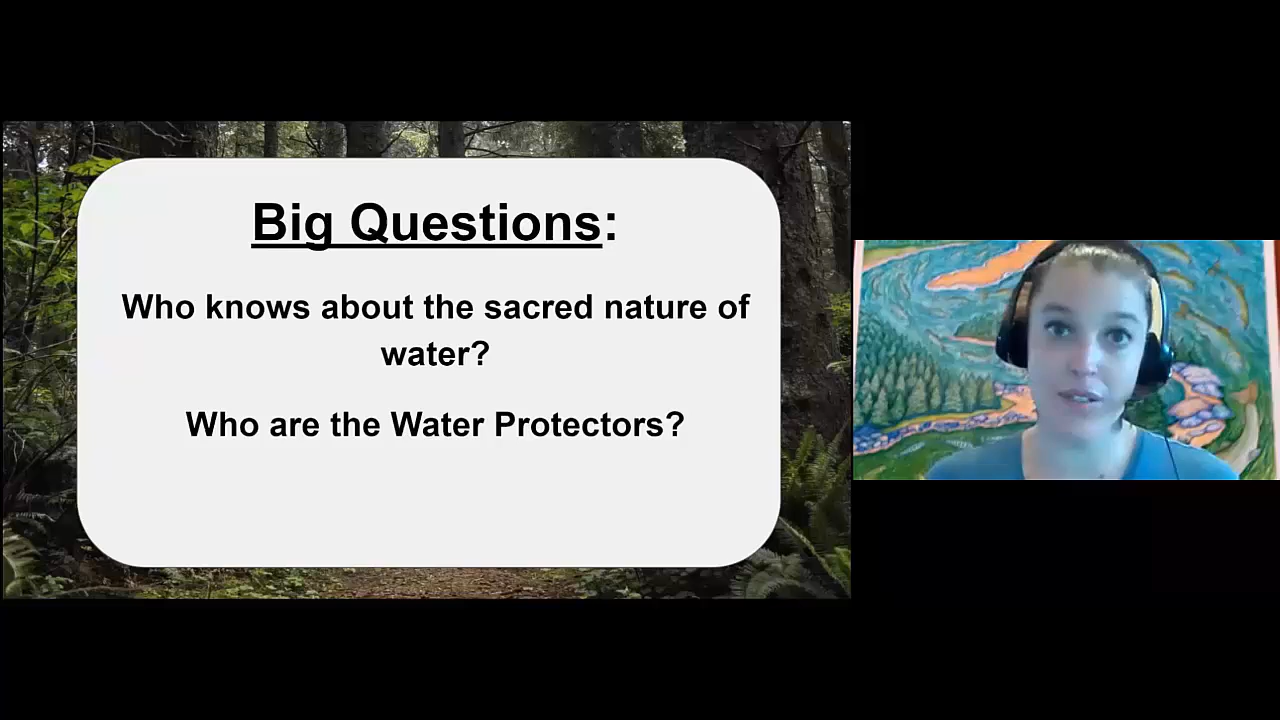 Big Questions:
Who knows about the sacred nature of
water?
Who are the Water Protectors?